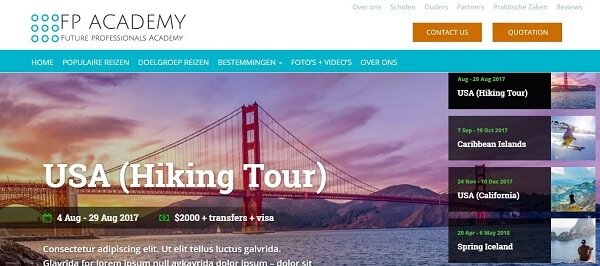 Over ons Scholen Ouders Partners Praktische Zaken Reviews
FP ACADEMY
FUTURE PROFESSIONALS ACADEMY
CONTACT US QUOTATION
HOME POPULAIRE REIZEN DOELGROEP REIZEN BESTEMMINGEN FOTO'S + VIDEO'S OVER ONS
USA (Hiking Tour)
4 Aug - 29 Aug 2017 $2000 + transfers + visa
Consectetur adipiscing elit. Ut elit tellus luctus galvrida.
Glavrida for lorem ipsum null agkavrida dolor ipsum – dolor sit
Aug - 29 Aug 2017
USA (Hiking Tour)
7 Sep - 19 Oct 2017
Caribbean Islands
24 Nov - 10 Dec 2017
USA (California)
20 Apr - 6 May 2018
Spring Iceland